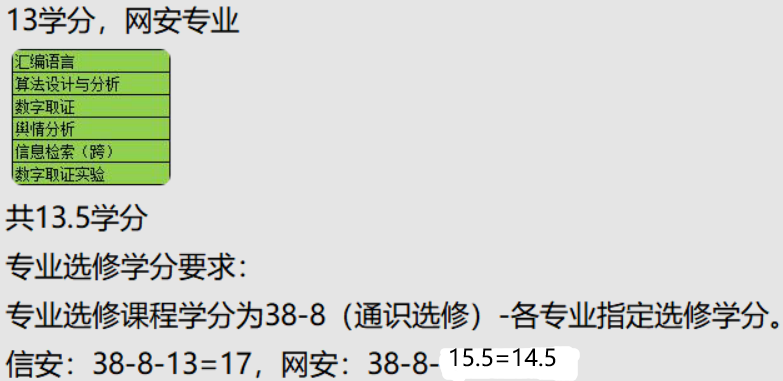 13学分，网安专业
汇编语言
算法设计与分析
数字取证
舆情分析
信息检索（跨）
数字取证实验
共13.5学分
专业选修学分要求：
专业选修课程学分为38-8（通识选修）-各专业指定选修学分。
信安：38-8-13=17，网安：38-8-15.5=14.5